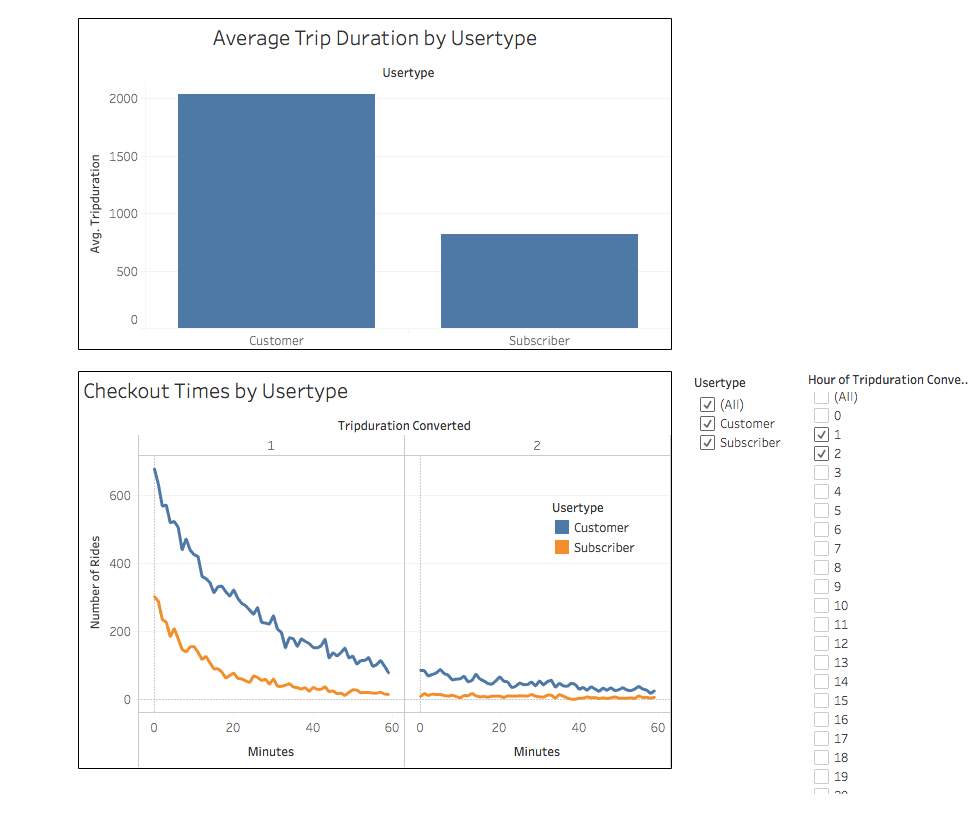 Average Trip Duration by Usertype
Usertype
Avg. Tripduration
2000
1500
1000
500
0
Customer Subscriber
Checkout Times by Usertype
Tripduration Converted
1 2
Number of Rides
600
400
200
0
Usertype
Customer
Subscriber
0 20 40 60 0 20 40 60
Minutes Minutes
Usertype
(All)
Customer
Subscriber
Hour of Tripduration Conve..
(All)
0
1
2
3
4
5
6
7
8
9
10
11
12
13
14
15
16
17
18
19